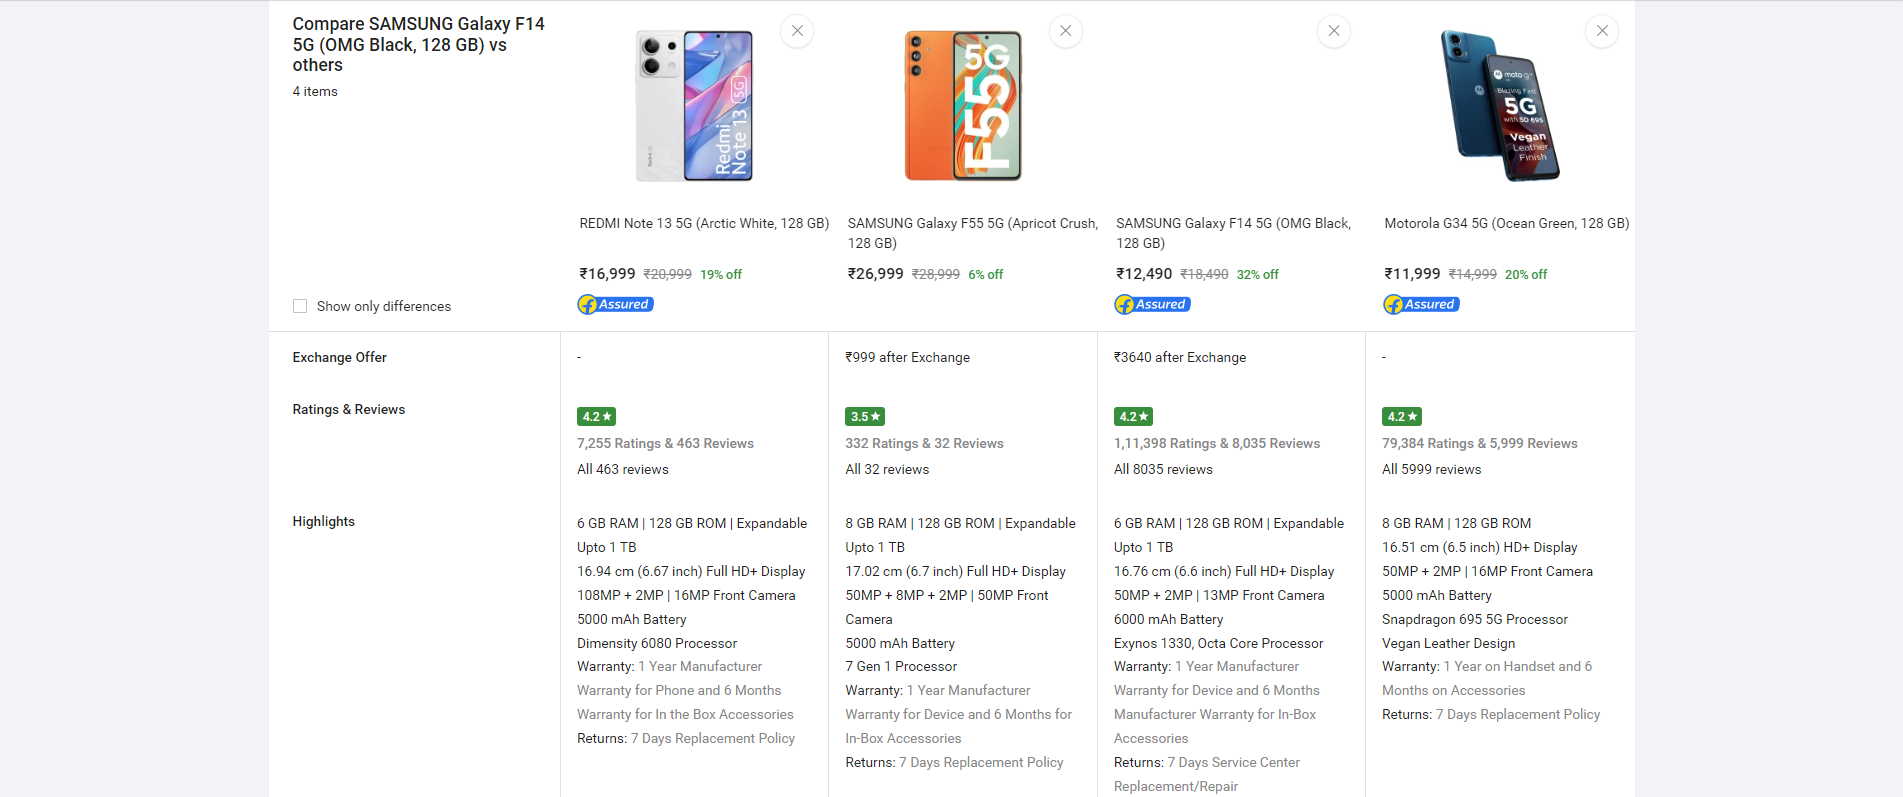 Compare SAMSUNG Galaxy F14
5G (OMG Black, 128 GB) vs
others
4 items
Show only differences
Redmi
Note 13 5G
Redmi
REDMI Note 13 5G (Arctic White, 128 GB)
₹16,999 ₹20,999 19% off
Assured
5G
F55
SAMSUNG Galaxy F55 5G (Apricot Crush,
128 GB)
₹26,999 ₹28,999 6% off
SAMSUNG Galaxy F14 5G (OMG Black,
128 GB)
₹12,490 ₹18,490 32% off
Assured
moto g34
Blazing Fast
5G
with SD 695
Vegan
Leather
Finish
Motorola G34 5G (Ocean Green, 128 GB)
₹11,999 ₹14,999 20% off
Assured
Exchange Offer
-
₹999 after Exchange
₹3640 after Exchange
-
Ratings & Reviews
4.2★
7,255 Ratings & 463 Reviews
All 463 reviews
3.5★
332 Ratings & 32 Reviews
All 32 reviews
4.2★
1,11,398 Ratings & 8,035 Reviews
All 8035 reviews
4.2★
79,384 Ratings & 5,999 Reviews
All 5999 reviews
Highlights
6 GB RAM | 128 GB ROM | Expandable
Upto 1 TB
16.94 cm (6.67 inch) Full HD+ Display
108MP + 2MP | 16MP Front Camera
5000 mAh Battery
Dimensity 6080 Processor
Warranty: 1 Year Manufacturer
Warranty for Phone and 6 Months
Warranty for In the Box Accessories
Returns: 7 Days Replacement Policy
8 GB RAM | 128 GB ROM | Expandable
Upto 1 TB
17.02 cm (6.7 inch) Full HD+ Display
50MP + 8MP + 2MP | 50MP Front
Camera
5000 mAh Battery
7 Gen 1 Processor
Warranty: 1 Year Manufacturer
Warranty for Device and 6 Months for
In-Box Accessories
Returns: 7 Days Replacement Policy
6 GB RAM | 128 GB ROM | Expandable
Upto 1 TB
16.76 cm (6.6 inch) Full HD+ Display
50MP + 2MP | 13MP Front Camera
6000 mAh Battery
Exynos 1330, Octa Core Processor
Warranty: 1 Year Manufacturer
Warranty for Device and 6 Months
Manufacturer Warranty for In-Box
Accessories
Returns: 7 Days Service Center
Replacement/Repair
8 GB RAM | 128 GB ROM
16.51 cm (6.5 inch) HD+ Display
50MP + 2MP | 16MP Front Camera
5000 mAh Battery
Snapdragon 695 5G Processor
Vegan Leather Design
Warranty: 1 Year on Handset and 6
Months on Accessories
Returns: 7 Days Replacement Policy